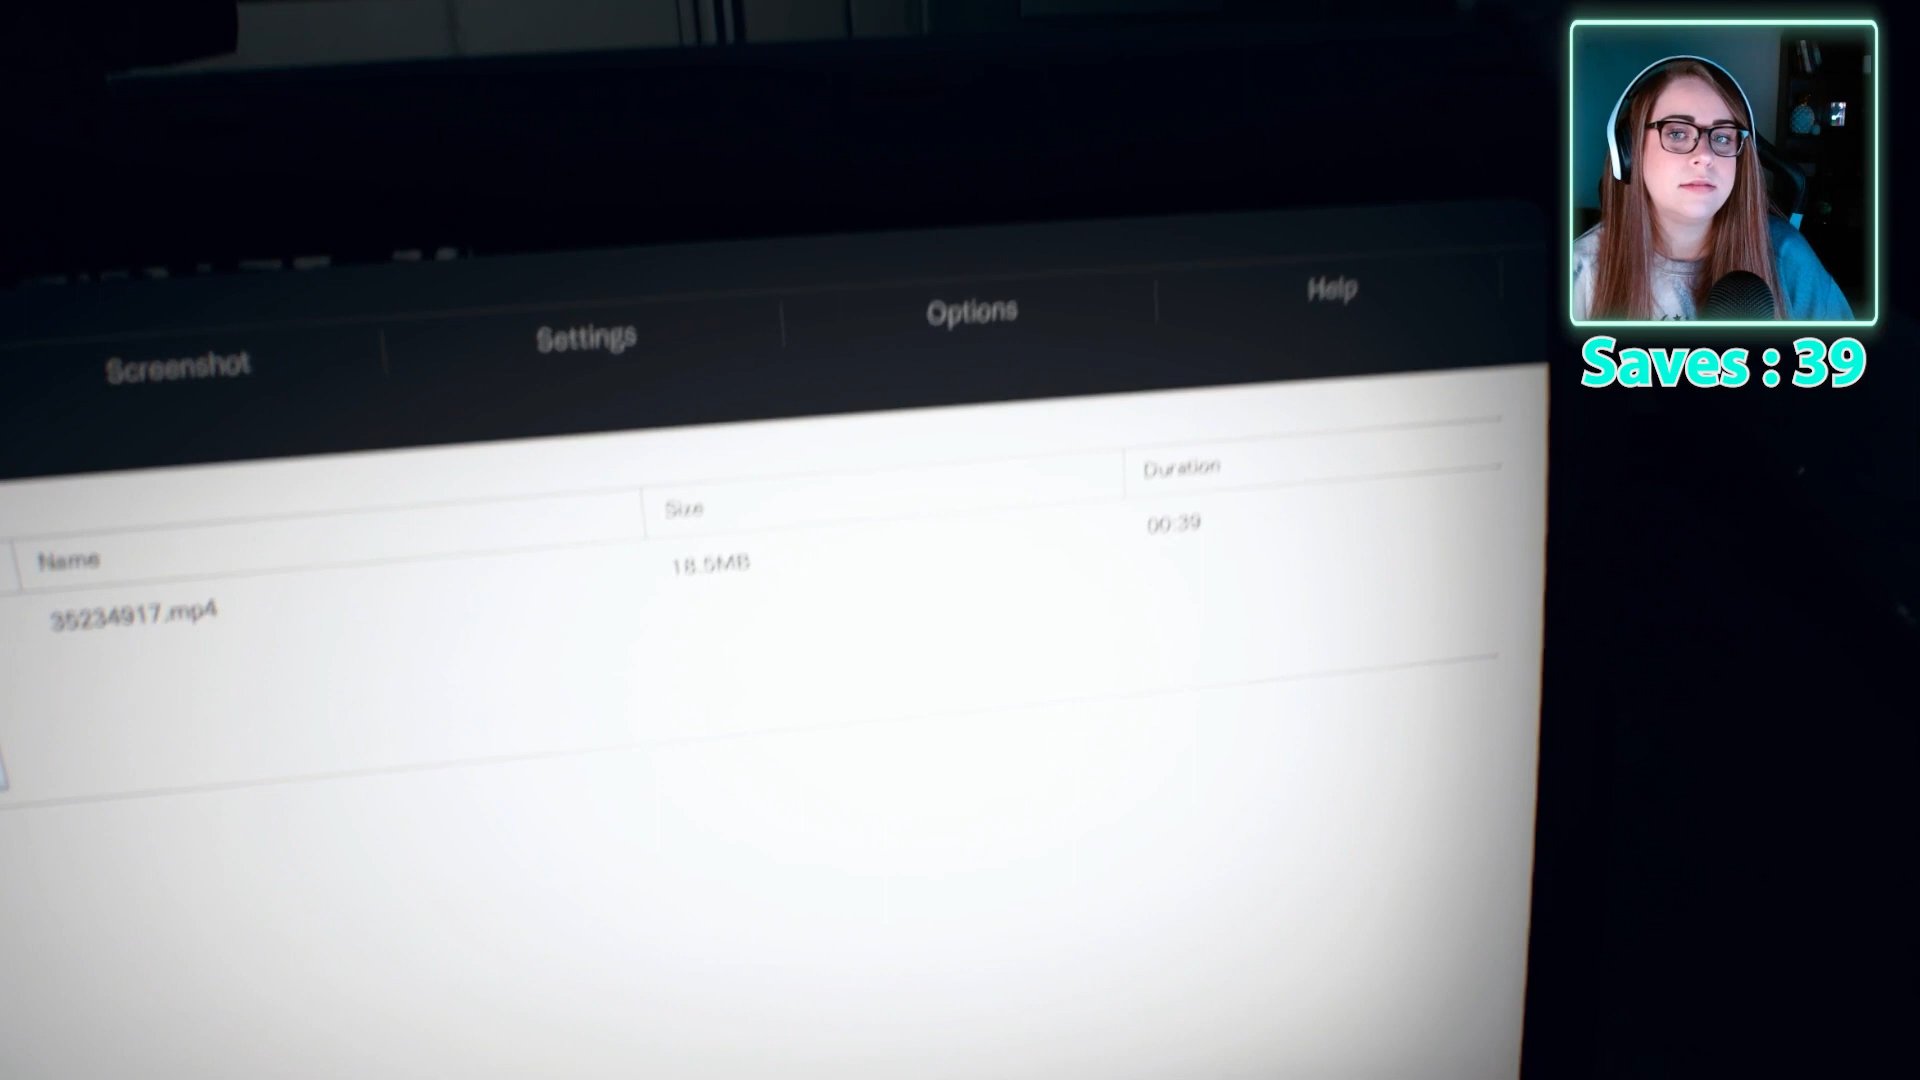 Screenshot Settings Options Help
Saves : 39
Name Size Duration
35234917.mp4 18.5MB 00:39